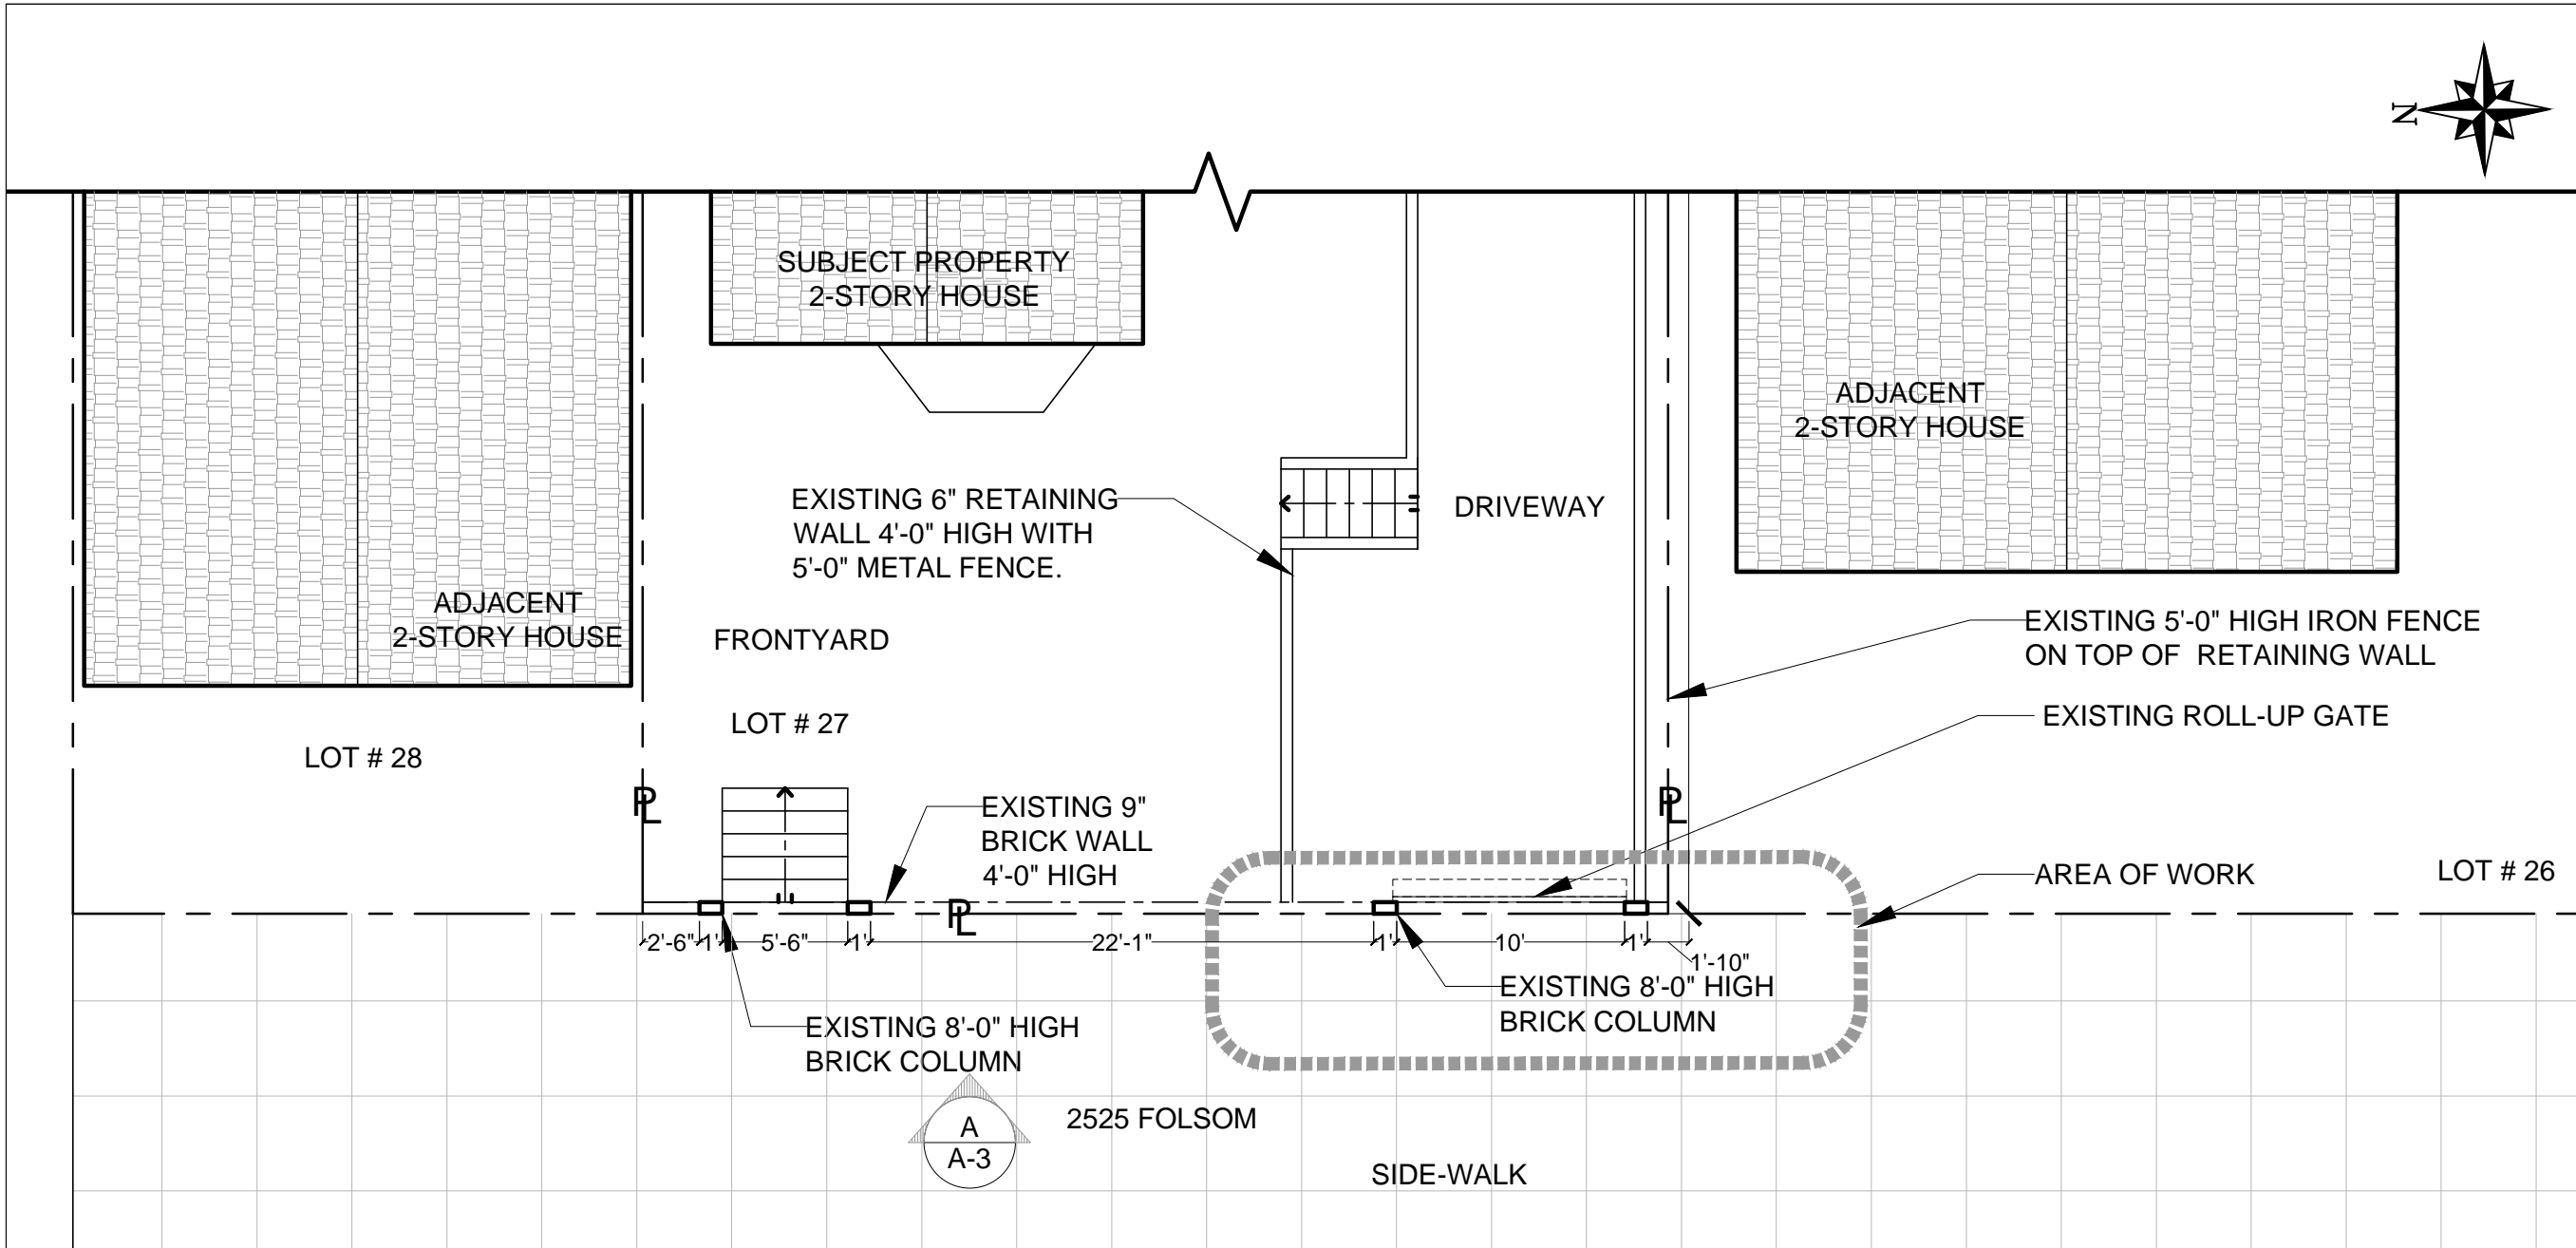 N
SUBJECT PROPERTY
2-STORY HOUSE
ADJACENT
2-STORY HOUSE
EXISTING 6" RETAINING
WALL 4'-0" HIGH WITH
5'-0" METAL FENCE.
DRIVEWAY
ADJACENT
2-STORY HOUSE
FRONTYARD
EXISTING 5'-0" HIGH IRON FENCE
ON TOP OF RETAINING WALL
LOT # 27
EXISTING ROLL-UP GATE
LOT # 28
PL
PL
EXISTING 9"
BRICK WALL
4'-0" HIGH
AREA OF WORK
LOT # 26
PL
2'-6"
1'
5'-6"
1'
22'-1"
1'
10'
1'
1'-10"
EXISTING 8'-0" HIGH
BRICK COLUMN
EXISTING 8'-0" HIGH
BRICK COLUMN
A
A-3
2525 FOLSOM
SIDE-WALK